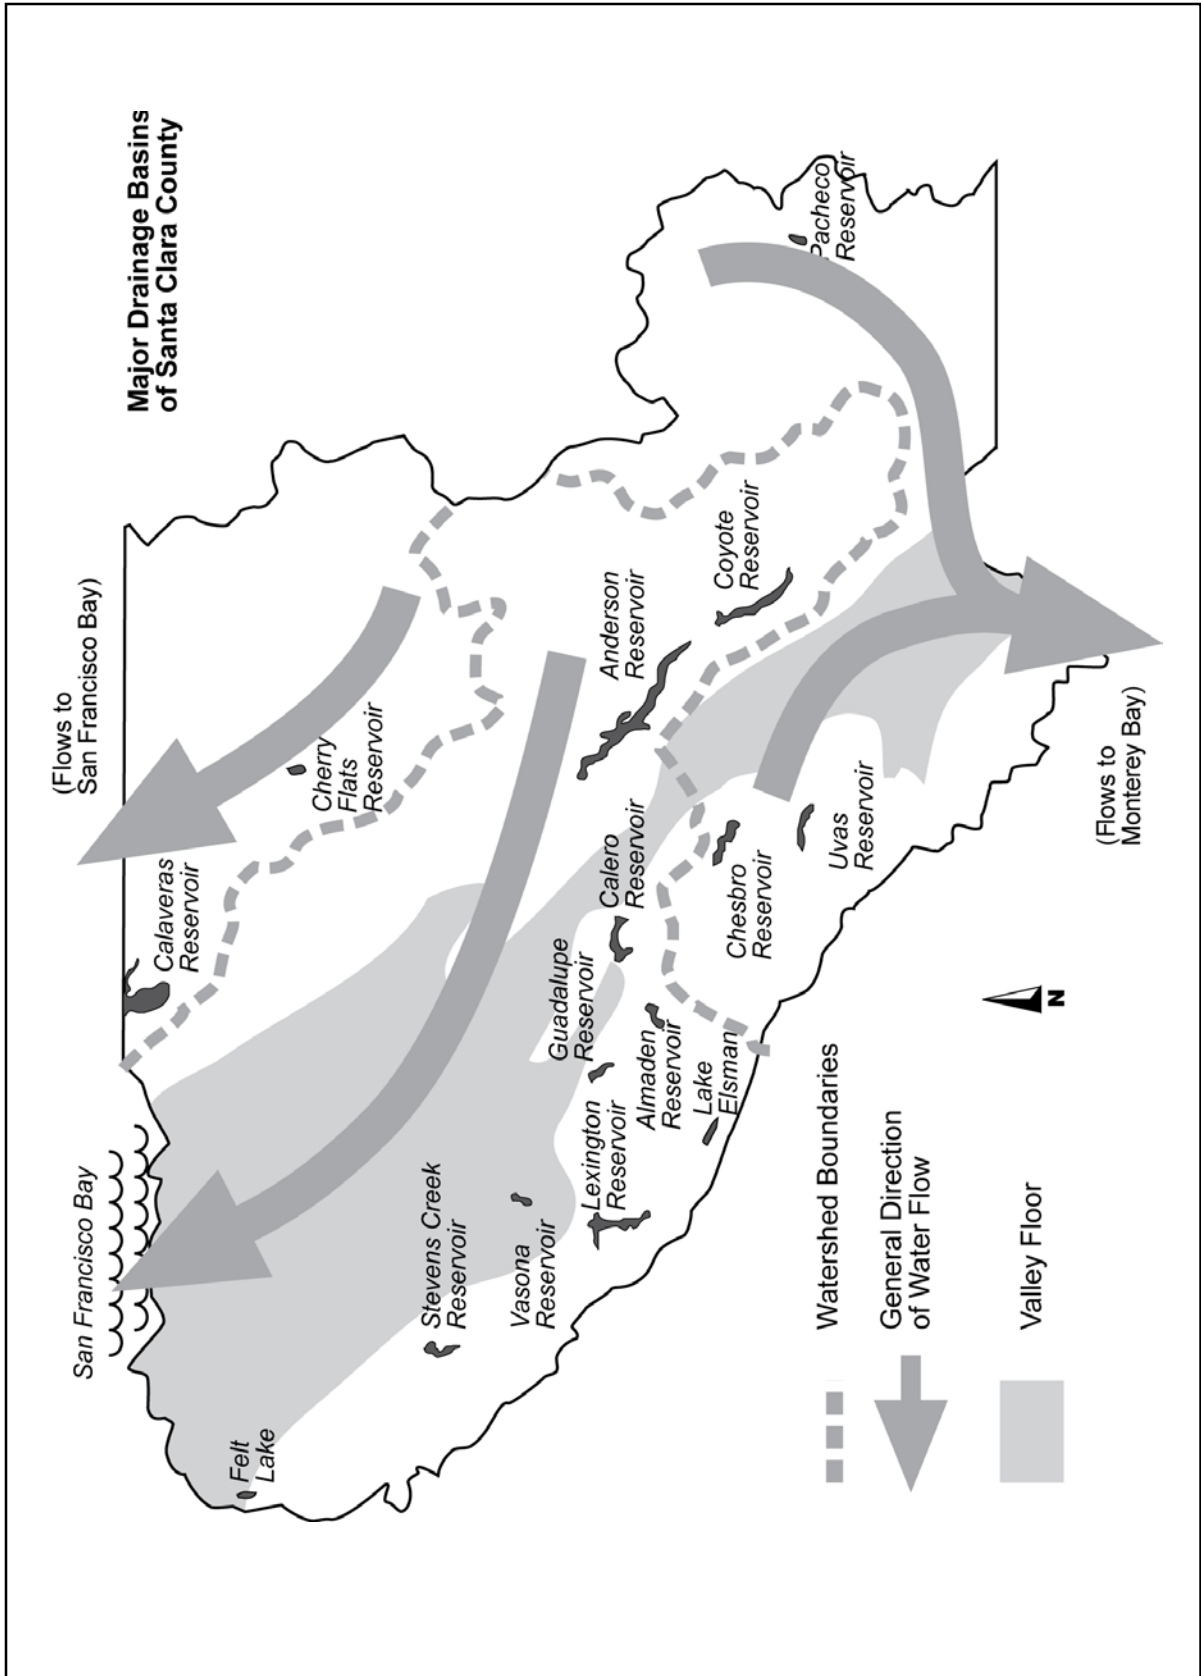 Major Drainage Basins
of Santa Clara County
(Flows to
San Francisco Bay)
San Francisco Bay
Calaveras
Reservoir
Cherry
Flats
Reservoir
Felt
Lake
Stevens Creek
Reservoir
Vasona
Reservoir
Lexington
Reservoir
Guadalupe
Reservoir
Almaden
Reservoir
Lake
Elsman
Calero
Reservoir
Anderson
Reservoir
Coyote
Reservoir
Chesbro
Reservoir
Uvas
Reservoir
Pacheco
Reservoir
(Flows to
Monterey Bay)
N
Watershed Boundaries
General Direction
of Water Flow
Valley Floor